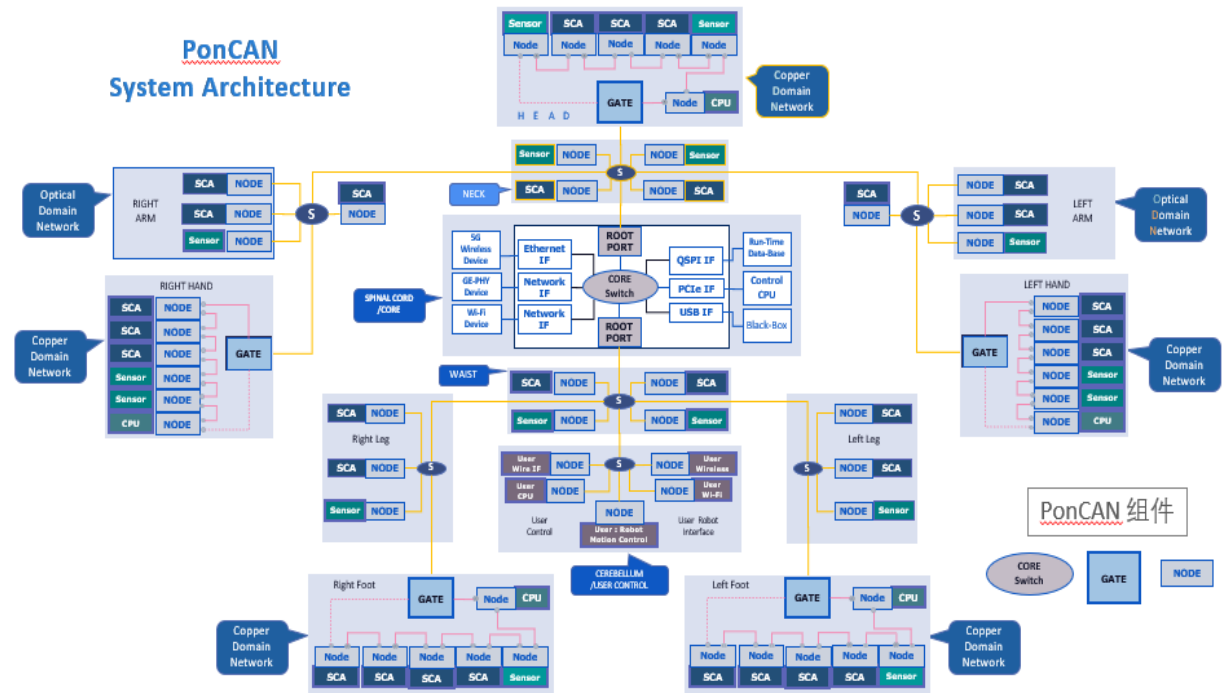 PonCAN
System Architecture
Sensor SCA SCA SCA Sensor
Node Node Node Node Node
GATE
Node CPU
HEAD
Copper
Domain
Network
Sensor NODE
NODE Sensor
S
NECK
SCA NODE
NODE SCA
Optical
Domain
Network
RIGHT
ARM
SCA NODE
SCA NODE
Sensor NODE
S
SCA
NODE
SCA
NODE
S
NODE SCA
NODE SCA
NODE Sensor
LEFT
ARM
Optical
Domain
Network
5G
Wireless
Device
GE-PHY
Device
Wi-Fi
Device
Ethernet
IF
Network
IF
Network
IF
ROOT
PORT
CORE
Switch
ROOT
PORT
QSPI IF
PCIe IF
USB IF
Run-Time
Data-Base
Control
CPU
Black-Box
SPINAL CORD
/CORE
RIGHT HAND
SCA NODE
SCA NODE
SCA NODE
Sensor NODE
Sensor NODE
CPU NODE
GATE
Copper
Domain
Network
LEFT HAND
NODE SCA
NODE SCA
NODE SCA
NODE Sensor
NODE Sensor
NODE CPU
GATE
Copper
Domain
Network
WAIST
SCA NODE
NODE SCA
S
Sensor NODE
NODE Sensor
SCA NODE
Right Leg
SCA NODE
S
Sensor NODE
NODE SCA
Left Leg
S
NODE SCA
NODE Sensor
User
Wire IF
NODE
S
NODE
User
Wireless
User
CPU
NODE
NODE
User
Wi-Fi
NODE
User : Robot
Motion Control
User
Control
User Robot
Interface
CEREBELLUM
/USER CONTROL
PonCAN 组件
CORE
Switch
GATE
NODE
Right Foot
GATE
Node CPU
Node Node Node Node Node
SCA SCA SCA SCA Sensor
Copper
Domain
Network
Left Foot
GATE
Node CPU
Node Node Node Node Node
SCA SCA SCA SCA Sensor
Copper
Domain
Network